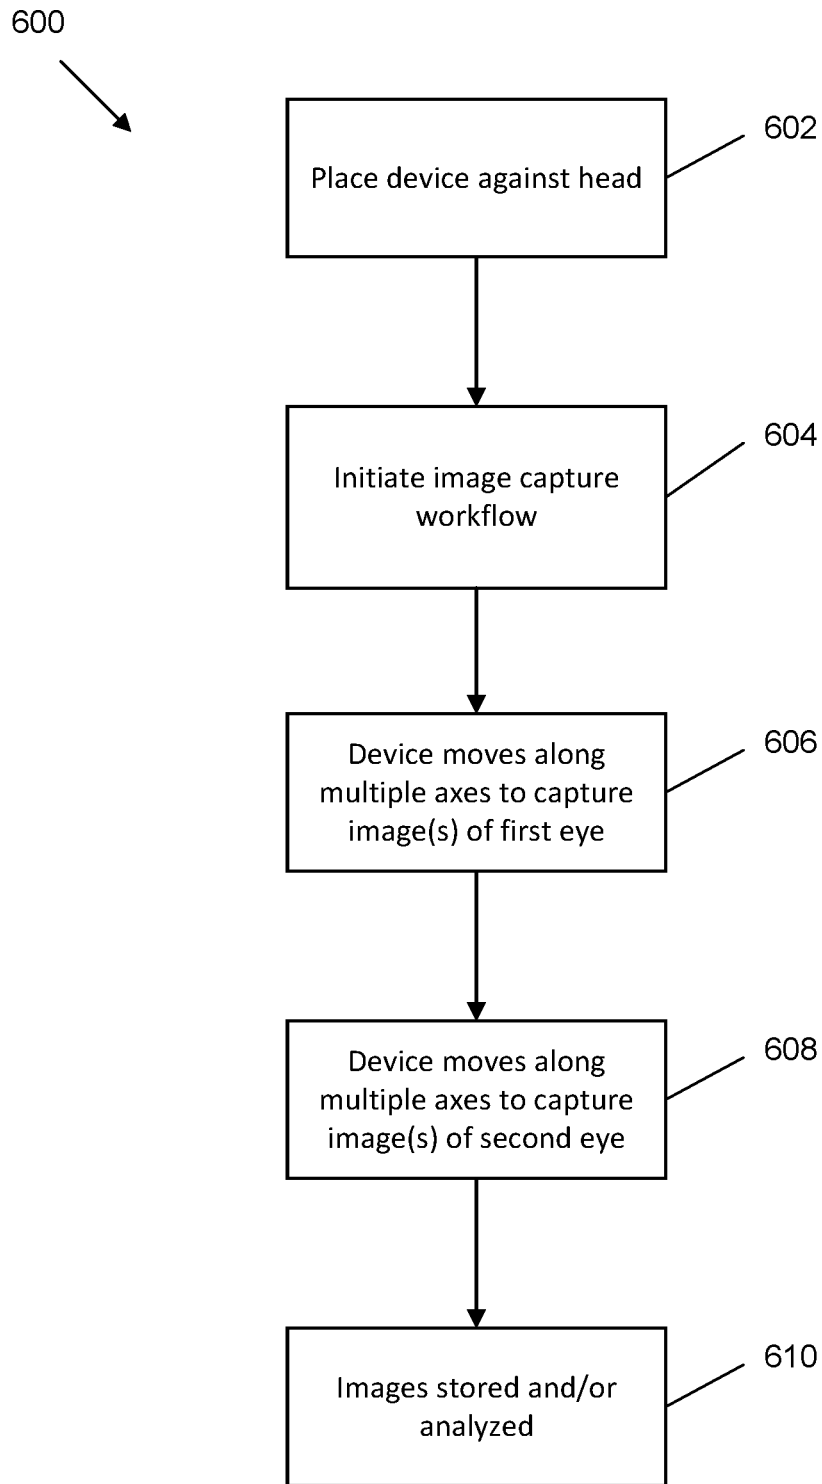 600
602
Place device against head
604
Initiate image capture
workflow
606
Device moves along
multiple axes to capture
image(s) of first eye
608
Device moves along
multiple axes to capture
image(s) of second eye
610
Images stored and/or
analyzed